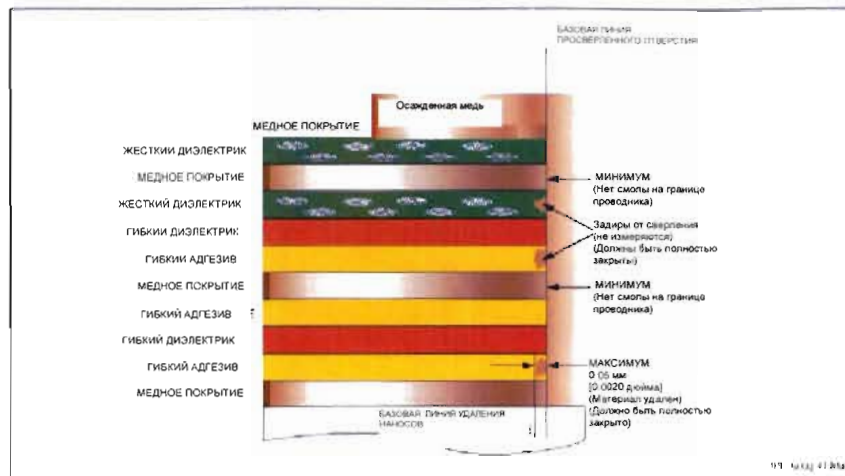 БАЗОВАЯ ЛИНИЯ
ПРОСВЕРЛЕННОГО ОТВЕРСТИЯ
Осажденная медь
МЕДНОЕ ПОКРЫТИЕ
ЖЕСТКИЙ ДИЭЛЕКТРИК
МЕДНОЕ ПОКРЫТИЕ
МИНИМУМ
(Нет смолы на границе
проводника)
ЖЕСТКИЙ ДИЭЛЕКТРИК
Задиры от сверления
(не измеряются)
(Должны быть полностью
закрыты)
ГИБКИЙ ДИЭЛЕКТРИК
ГИБКИЙ АДГЕЗИВ
МЕДНОЕ ПОКРЫТИЕ
МИНИМУМ
(Нет смолы на границе
проводника)
ГИБКИЙ АДГЕЗИВ
ГИБКИЙ ДИЭЛЕКТРИК
ГИБКИЙ АДГЕЗИВ
МАКСИМУМ
0.05 мм
[0.0020 дюйма]
(Материал удален)
(Должно быть полностью
закрыто)
МЕДНОЕ ПОКРЫТИЕ
БАЗОВАЯ ЛИНИЯ УДАЛЕНИЯ
НАНОСОВ